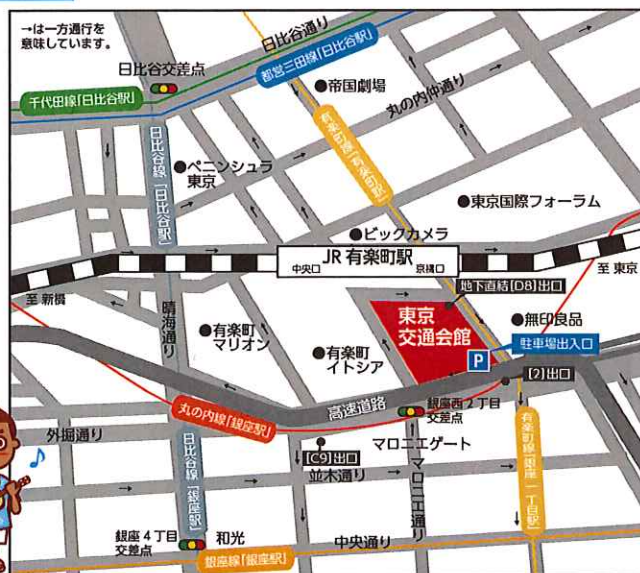 →は一方通行を
意味しています。
日比谷通り
都営三田線「日比谷駅」
日比谷交差点
千代田線「日比谷駅」
●帝国劇場
丸の内仲通り
日比谷線「日比谷駅」
有楽町線「有楽町駅」
●ペニンシュラ
東京
●東京国際フォーラム
●ビックカメラ
JR 有楽町駅
中央口
京橋口
至 新橋
至 東京
地下直結[D8]出口
晴海通り
●有楽町
マリオン
●有楽町
イトシア
東京
交通会館
●無印良品
P
駐車場出入口
[2]出口
高速道路
丸の内線「銀座駅」
銀座西2丁目
交差点
外堀通り
[C9]出口
マロニエゲート
並木通り
マロニエ通り
日比谷線「銀座駅」
有楽町線「銀座一丁目駅」
銀座4丁目
交差点
和光
中央通り
銀座線「銀座駅」